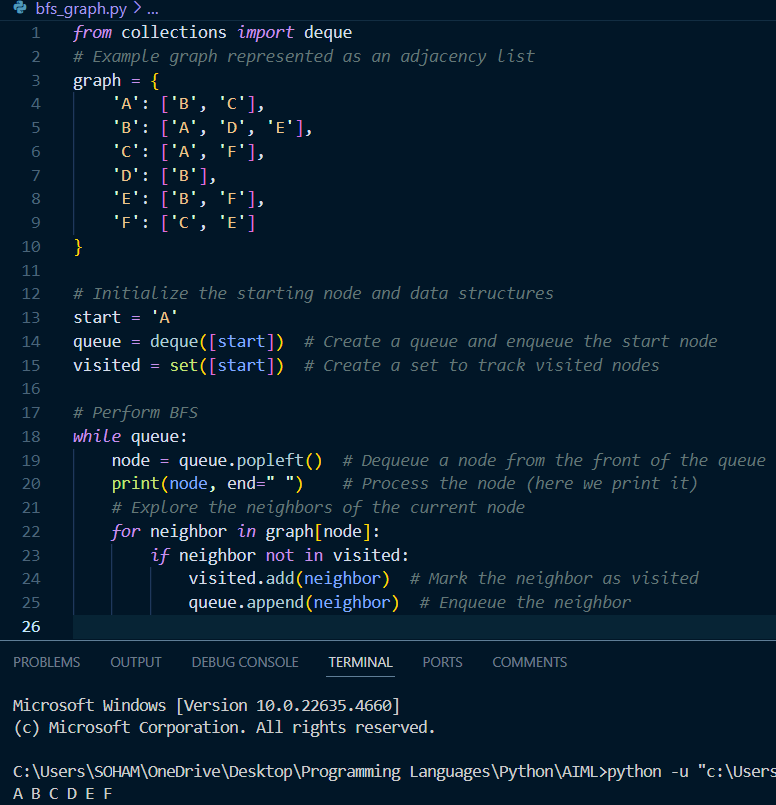 bfs_graph.py > ...
1 from collections import deque
2 # Example graph represented as an adjacency list
3 graph = {
4     'A': ['B', 'C'],
5     'B': ['A', 'D', 'E'],
6     'C': ['A', 'F'],
7     'D': ['B'],
8     'E': ['B', 'F'],
9     'F': ['C', 'E']
10 }
11
12 # Initialize the starting node and data structures
13 start = 'A'
14 queue = deque([start])  # Create a queue and enqueue the start node
15 visited = set([start])  # Create a set to track visited nodes
16
17 # Perform BFS
18 while queue:
19     node = queue.popleft()  # Dequeue a node from the front of the queue
20     print(node, end=" ")    # Process the node (here we print it)
21     # Explore the neighbors of the current node
22     for neighbor in graph[node]:
23         if neighbor not in visited:
24             visited.add(neighbor)  # Mark the neighbor as visited
25             queue.append(neighbor)  # Enqueue the neighbor
26
PROBLEMS OUTPUT DEBUG CONSOLE TERMINAL PORTS COMMENTS
Microsoft Windows [Version 10.0.22635.4660]
(c) Microsoft Corporation. All rights reserved.
C:\Users\SOHAM\OneDrive\Desktop\Programming Languages\Python\AIML>python -u "c:\Users
A B C D E F